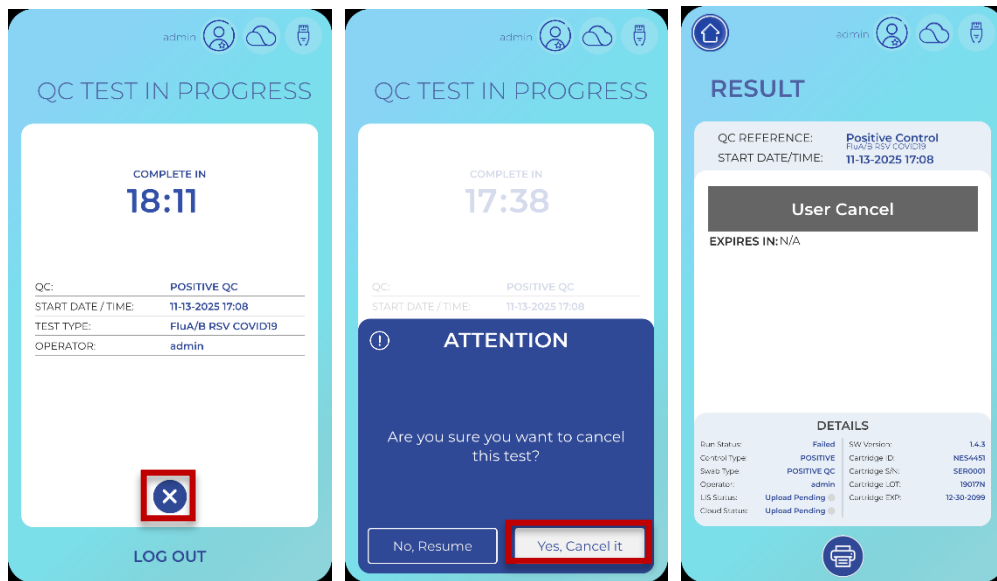 admin
QC TEST IN PROGRESS
COMPLETE IN
18:11
QC: POSITIVE QC
START DATE / TIME: 11-13-2025 17:08
TEST TYPE: FluA/B RSV COVID19
OPERATOR: admin
LOG OUT
admin
QC TEST IN PROGRESS
COMPLETE IN
17:38
QC: POSITIVE QC
START DATE / TIME: 11-13-2025 17:08
ATTENTION
Are you sure you want to cancel
this test?
No, Resume
Yes, Cancel it
admin
RESULT
QC REFERENCE: Positive Control
FluA/B RSV COVID19
START DATE/TIME: 11-13-2025 17:08
User Cancel
EXPIRES IN: N/A
DETAILS
Run Status: Failed
Control Type: POSITIVE
Swab Type: POSITIVE QC
Operator: admin
LIS Status: Upload Pending
Cloud Status: Upload Pending
SW Version: 1.4.3
Cartridge ID: NES4451
Cartridge S/N: SER0001
Cartridge LOT: 19017N
Cartridge EXP: 12-30-2099